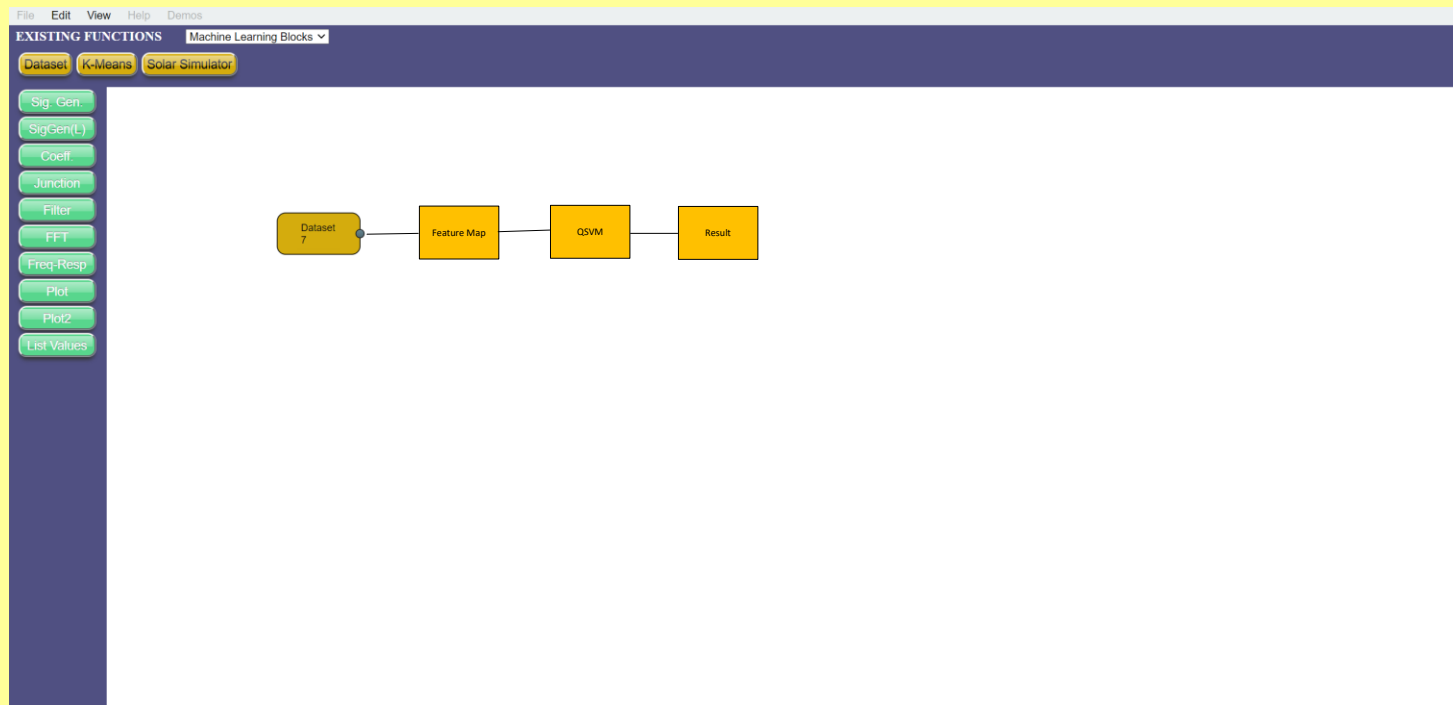 File Edit View Help Demos
EXISTING FUNCTIONS Machine Learning Blocks
Dataset K-Means Solar Simulator
Sig. Gen.
SigGen(L)
Coeff.
Junction
Filter
FFT
Freq-Resp
Plot
Plot2
List Values
Dataset
7
Feature Map
QSVM
Result